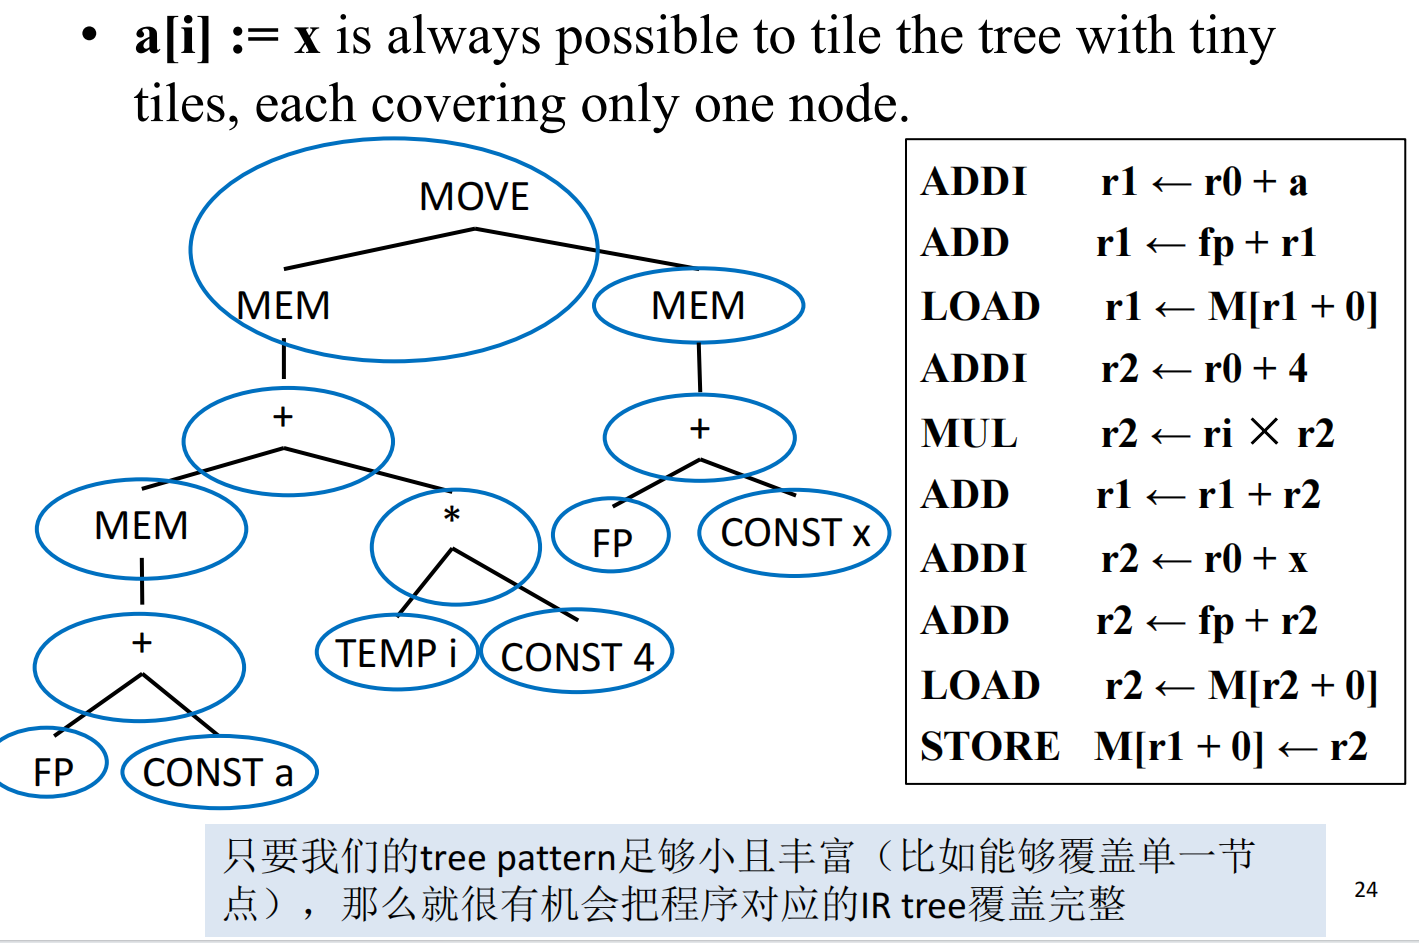 • a[i] := x is always possible to tile the tree with tiny
tiles, each covering only one node.
MOVE
MEM
MEM
+
+
MEM
*
FP
CONST x
+
TEMP i
CONST 4
FP
CONST a
ADDI r1 ← r0 + a
ADD r1 ← fp + r1
LOAD r1 ← M[r1 + 0]
ADDI r2 ← r0 + 4
MUL r2 ← ri × r2
ADD r1 ← r1 + r2
ADDI r2 ← r0 + x
ADD r2 ← fp + r2
LOAD r2 ← M[r2 + 0]
STORE M[r1 + 0] ← r2
只要我们的tree pattern足够小且丰富（比如能够覆盖单一节
点），那么就很有机会把程序对应的IR tree覆盖完整
24